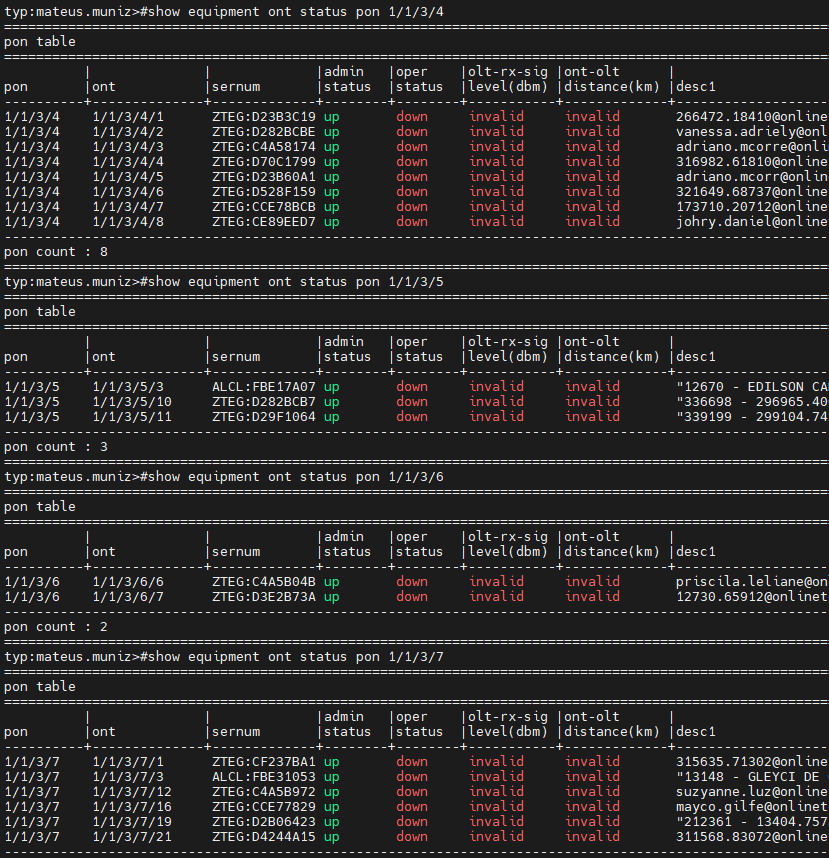 typ:mateus.muniz>#show equipment ont status pon 1/1/3/4
================================================================================
pon table
================================================================================
           |              |             |admin   |oper    |olt-rx-sig |ont-olt      |
pon        |ont           |sernum       |status  |status  |level(dbm) |distance(km) |desc1
-----------+--------------+-------------+--------+--------+-----------+-------------+--------------------
1/1/3/4    1/1/3/4/1      ZTEG:D23B3C19 up       down     invalid     invalid       266472.18410@online
1/1/3/4    1/1/3/4/2      ZTEG:D282BCBE up       down     invalid     invalid       vanessa.adriely@onl
1/1/3/4    1/1/3/4/3      ZTEG:C4A58174 up       down     invalid     invalid       adriano.mcorre@onli
1/1/3/4    1/1/3/4/4      ZTEG:D70C1799 up       down     invalid     invalid       316982.61810@online
1/1/3/4    1/1/3/4/5      ZTEG:D23B60A1 up       down     invalid     invalid       adriano.mcorr@onlin
1/1/3/4    1/1/3/4/6      ZTEG:D528F159 up       down     invalid     invalid       321649.68737@online
1/1/3/4    1/1/3/4/7      ZTEG:CCE78BCB up       down     invalid     invalid       173710.20712@online
1/1/3/4    1/1/3/4/8      ZTEG:CE89EED7 up       down     invalid     invalid       johry.daniel@online
--------------------------------------------------------------------------------
pon count : 8
================================================================================
typ:mateus.muniz>#show equipment ont status pon 1/1/3/5
================================================================================
pon table
================================================================================
           |              |             |admin   |oper    |olt-rx-sig |ont-olt      |
pon        |ont           |sernum       |status  |status  |level(dbm) |distance(km) |desc1
-----------+--------------+-------------+--------+--------+-----------+-------------+--------------------
1/1/3/5    1/1/3/5/3      ALCL:FBE17A07 up       down     invalid     invalid       "12670 - EDILSON CA
1/1/3/5    1/1/3/5/10     ZTEG:D282BCB7 up       down     invalid     invalid       "336698 - 296965.40
1/1/3/5    1/1/3/5/11     ZTEG:D29F1064 up       down     invalid     invalid       "339199 - 299104.74
--------------------------------------------------------------------------------
pon count : 3
================================================================================
typ:mateus.muniz>#show equipment ont status pon 1/1/3/6
================================================================================
pon table
================================================================================
           |              |             |admin   |oper    |olt-rx-sig |ont-olt      |
pon        |ont           |sernum       |status  |status  |level(dbm) |distance(km) |desc1
-----------+--------------+-------------+--------+--------+-----------+-------------+--------------------
1/1/3/6    1/1/3/6/6      ZTEG:C4A5B04B up       down     invalid     invalid       priscila.leliane@on
1/1/3/6    1/1/3/6/7      ZTEG:D3E2B73A up       down     invalid     invalid       12730.65912@onlinet
--------------------------------------------------------------------------------
pon count : 2
================================================================================
typ:mateus.muniz>#show equipment ont status pon 1/1/3/7
================================================================================
pon table
================================================================================
           |              |             |admin   |oper    |olt-rx-sig |ont-olt      |
pon        |ont           |sernum       |status  |status  |level(dbm) |distance(km) |desc1
-----------+--------------+-------------+--------+--------+-----------+-------------+--------------------
1/1/3/7    1/1/3/7/1      ZTEG:CF237BA1 up       down     invalid     invalid       315635.71302@online
1/1/3/7    1/1/3/7/3      ALCL:FBE31053 up       down     invalid     invalid       "13148 - GLEYCI DE
1/1/3/7    1/1/3/7/12     ZTEG:C4A5B972 up       down     invalid     invalid       suzyanne.luz@online
1/1/3/7    1/1/3/7/16     ZTEG:CCE77829 up       down     invalid     invalid       mayco.gilfe@onlinet
1/1/3/7    1/1/3/7/19     ZTEG:D2B06423 up       down     invalid     invalid       "212361 - 13404.757
1/1/3/7    1/1/3/7/21     ZTEG:D4244A15 up       down     invalid     invalid       311568.83072@online
--------------------------------------------------------------------------------